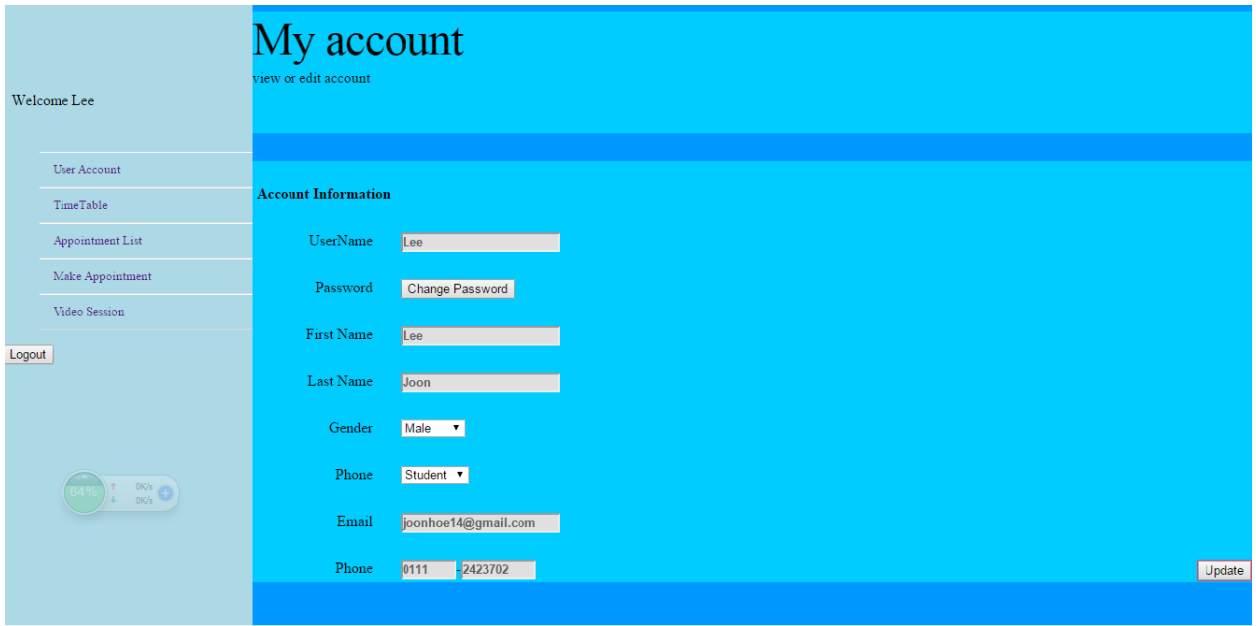 My account
view or edit account
Welcome Lee
User Account
TimeTable
Appointment List
Make Appointment
Video Session
Logout
64%
0K/s
0K/s
Account Information
UserName Lee
Password Change Password
First Name Lee
Last Name Joon
Gender Male
Phone Student
Email joonhoe14@gmail.com
Phone 0111 - 2423702
Update